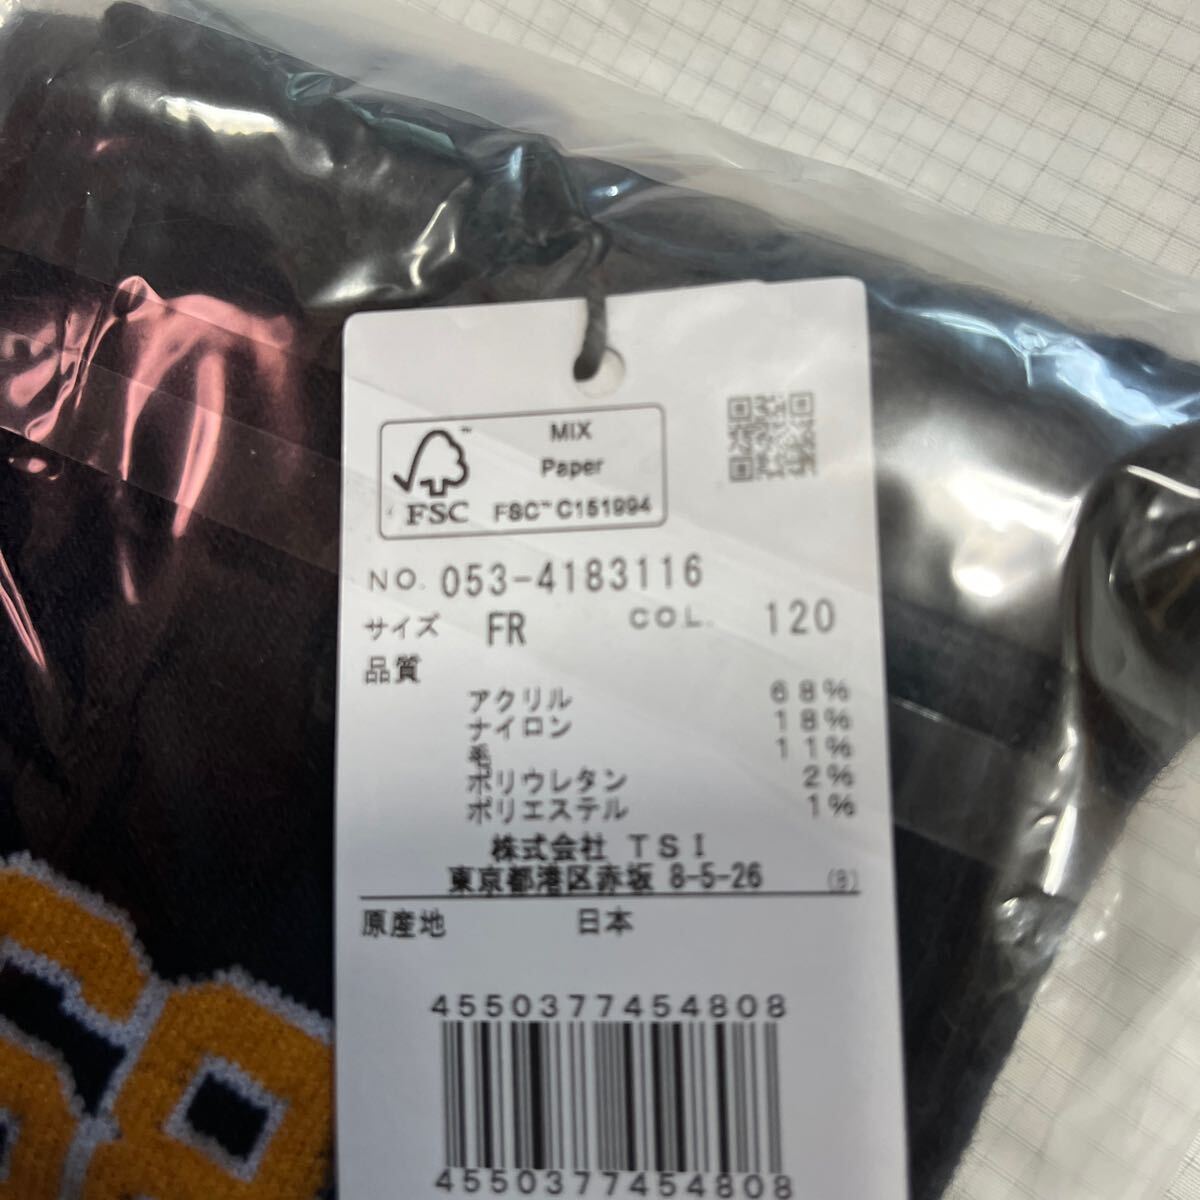 MIX
Paper
FSC™ C151994
FSC
NO. 053-4183116
サイズ FR COL. 120
品質
アクリル 68%
ナイロン 18%
毛 11%
ポリウレタン 2%
ポリエステル 1%
株式会社 TSI
東京都港区赤坂 8-5-26 (8)
原産地 日本
4550377454808
4550377454808